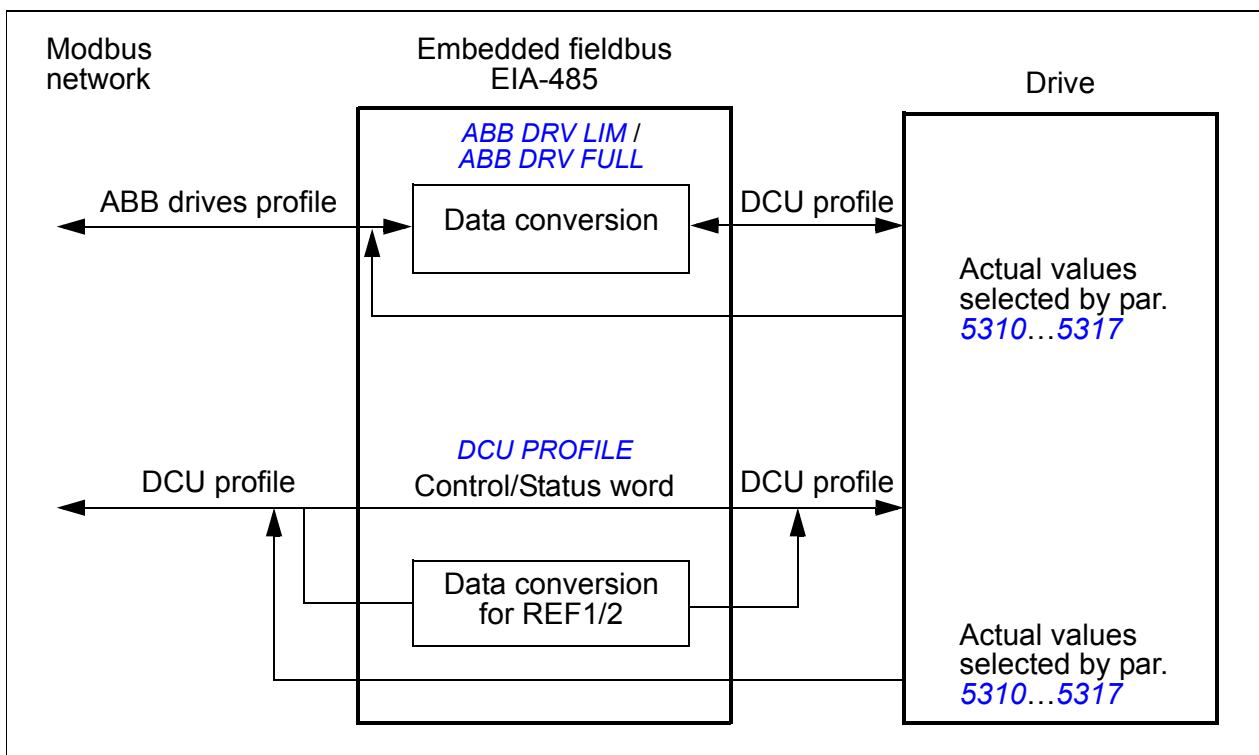 Modbus
network
Embedded fieldbus
EIA-485
Drive
ABB DRV LIM /
ABB DRV FULL
ABB drives profile
Data conversion
DCU profile
Actual values
selected by par.
5310…5317
DCU PROFILE
DCU profile
Control/Status word
DCU profile
Data conversion
for REF1/2
Actual values
selected by par.
5310…5317